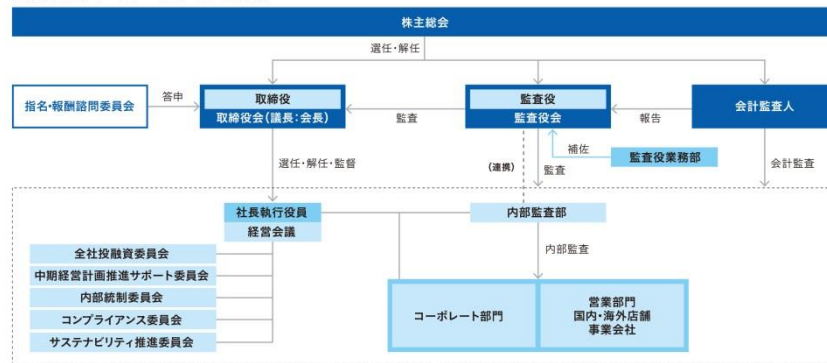 株主総会
選任・解任
指名・報酬諮問委員会
答申
取締役
取締役会(議長:会長)
監査
監査役
監査役会
報告
会計監査人
補佐
監査役業務部
選任・解任・監督
(連携)
監査
会計監査
社長執行役員
経営会議
内部監査部
全社投融資委員会
中期経営計画推進サポート委員会
内部統制委員会
コンプライアンス委員会
サステナビリティ推進委員会
内部監査
コーポレート部門
営業部門
国内・海外店舗
事業会社